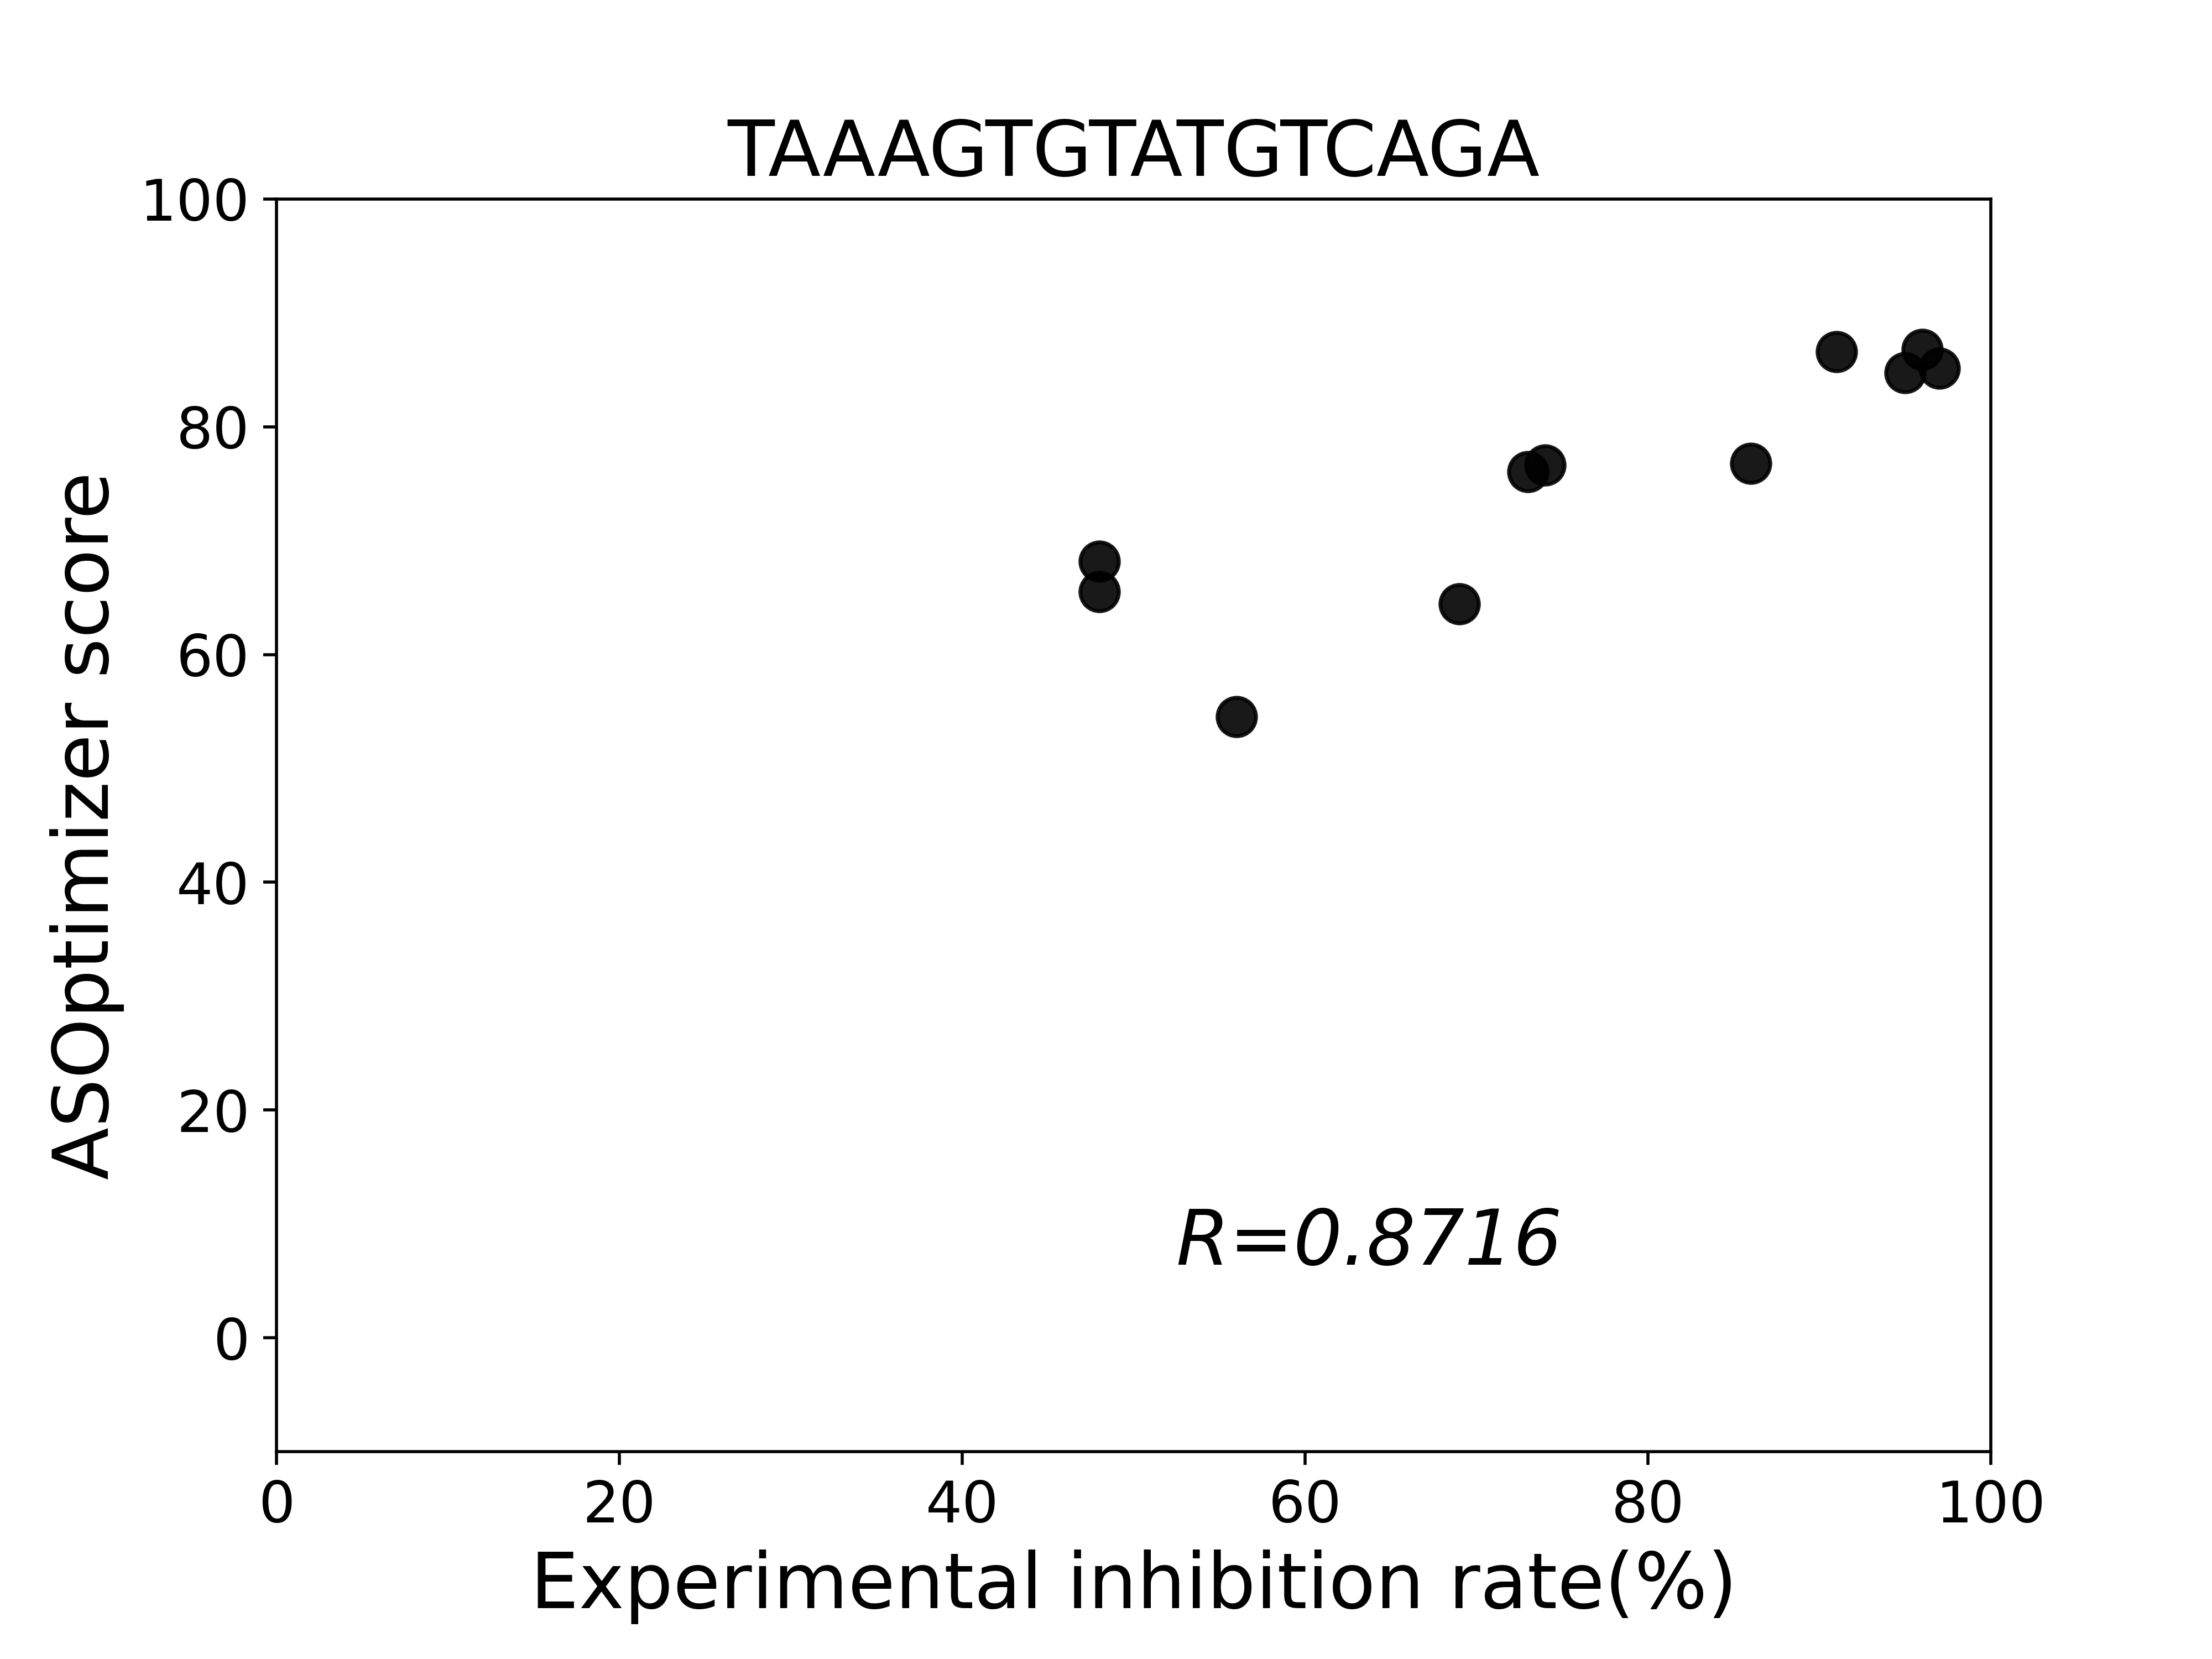 TAAAGTGTATGTCAGA
100
80
60
40
20
0
ASOptimizer score
R=0.8716
0 20 40 60 80 100
Experimental inhibition rate(%)